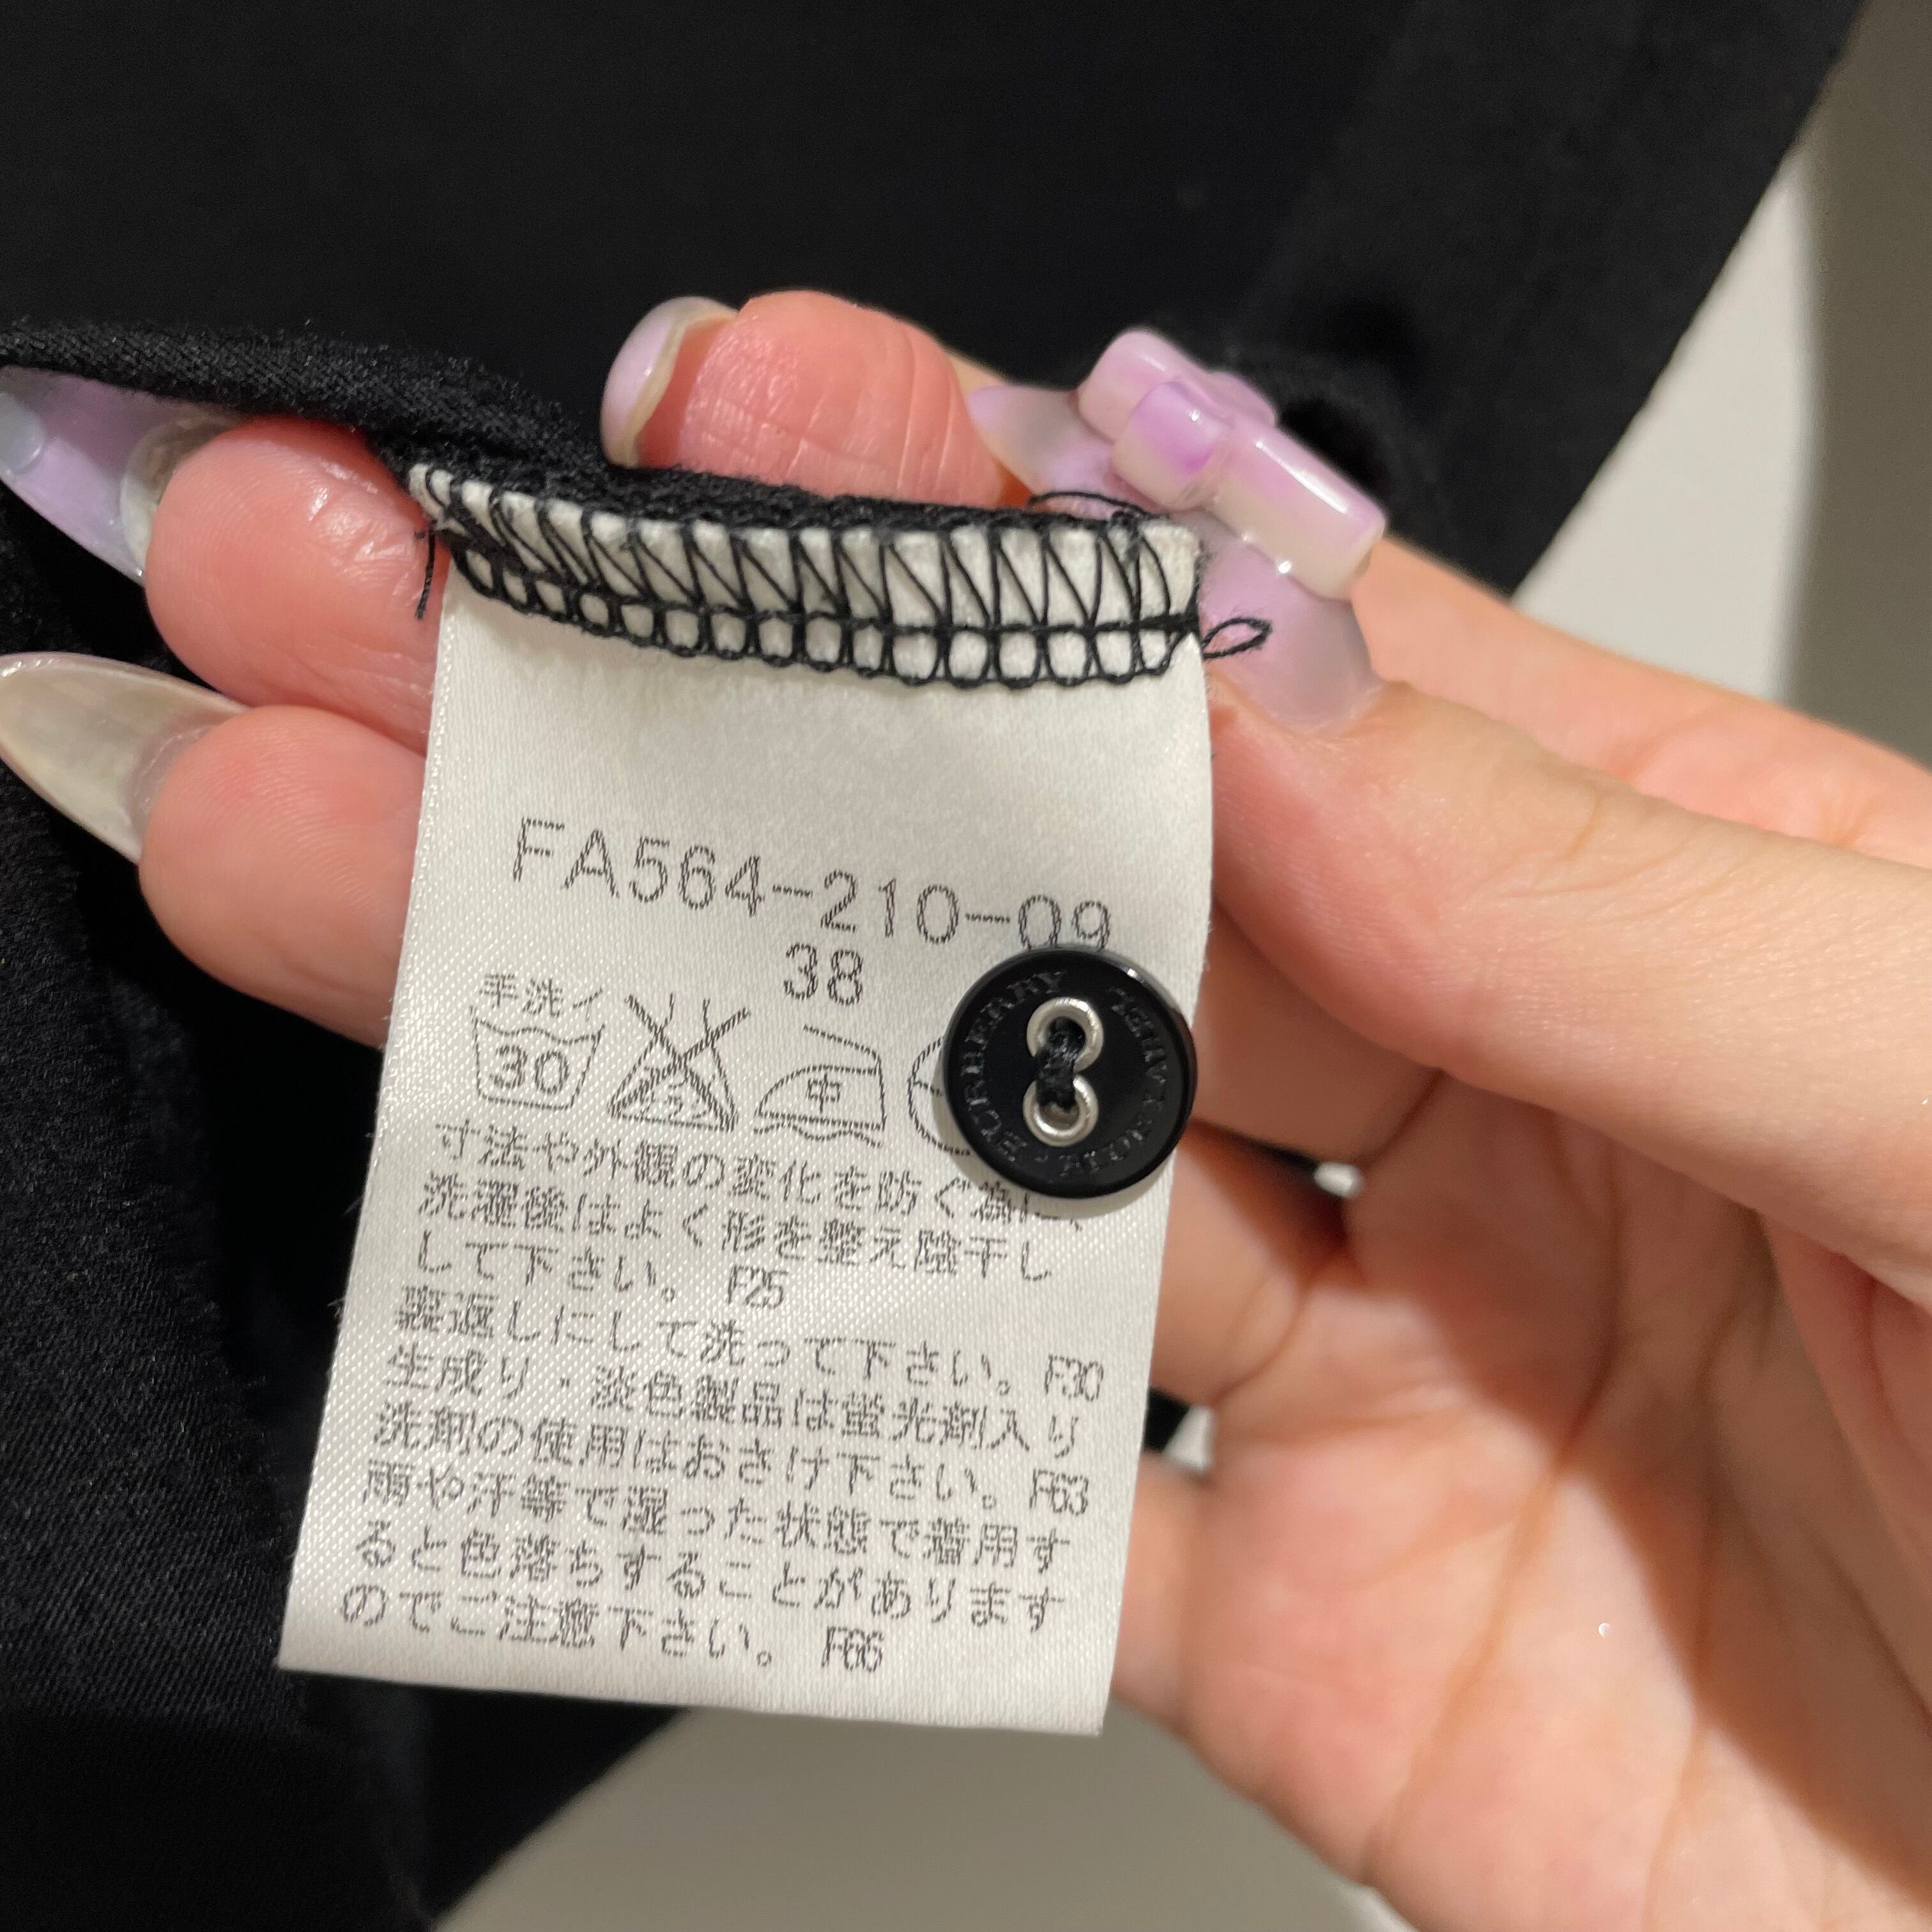 FA564-210-09
38
手洗イ
30
中
寸法や外観の変化を防ぐ為に、
洗濯後はよく形を整え陰干し
して下さい。 F25
裏返しにして洗って下さい。 F30
生成り・淡色製品は蛍光剤入り
洗剤の使用はおさけ下さい。 F63
雨や汗等で湿った状態で着用す
ると色落ちすることがあります
のでご注意下さい。 F66
BURBERRY